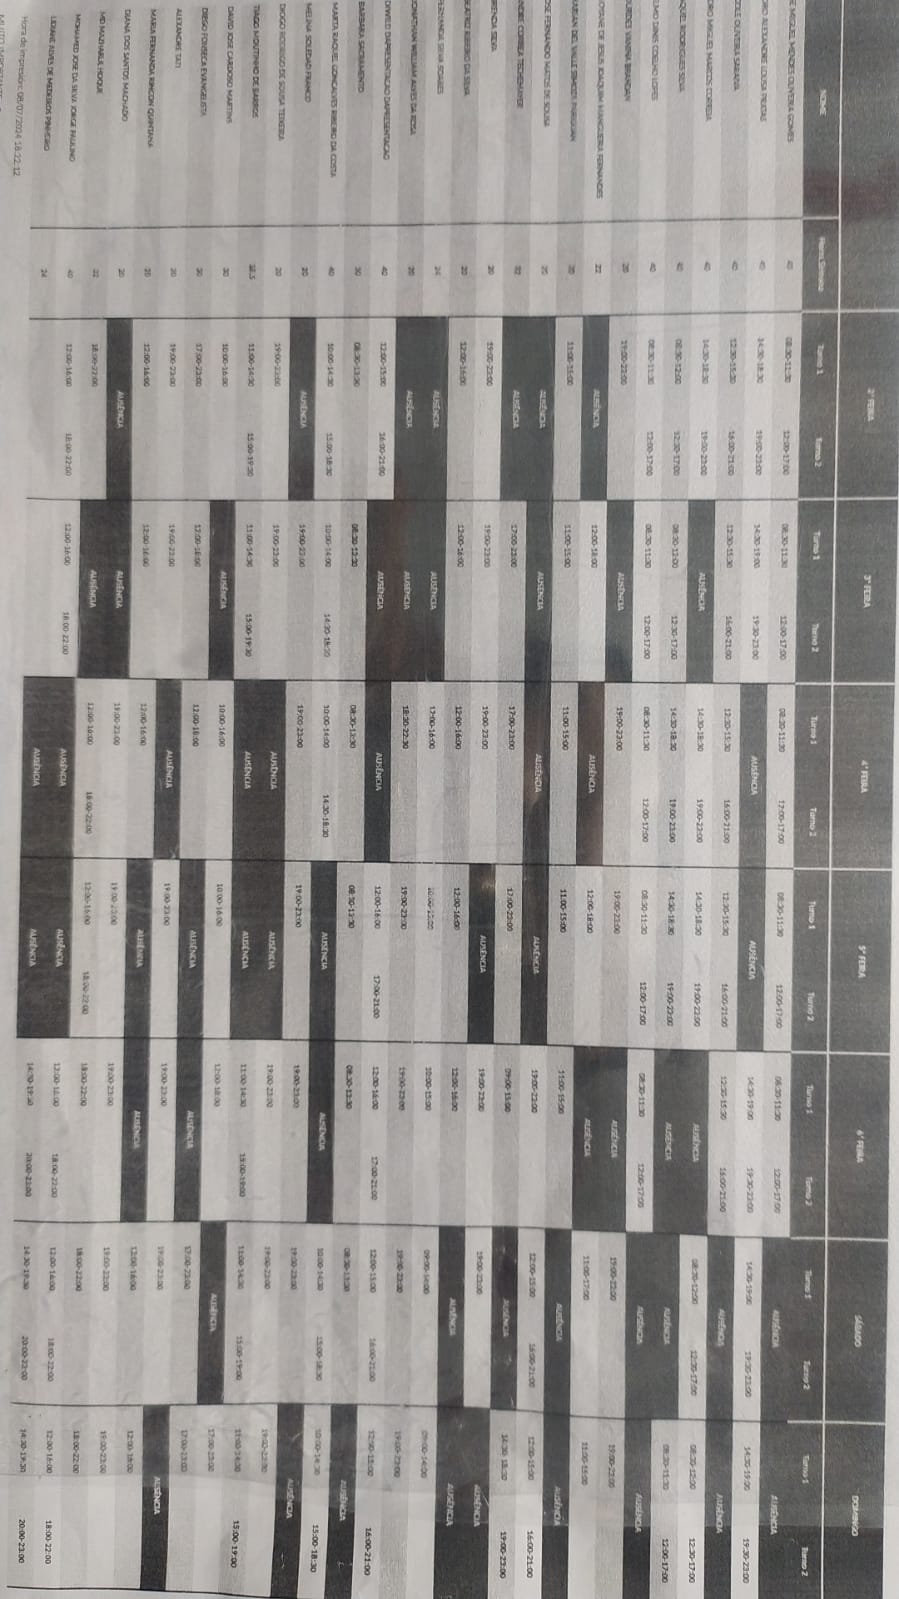 2ª FEIRA 3ª FEIRA 4ª FEIRA 5ª FEIRA 6ª FEIRA SÁBADO DOMINGO
NOME Horas Semana Turno 1 Turno 2 Turno 1 Turno 2 Turno 1 Turno 2 Turno 1 Turno 2 Turno 1 Turno 2 Turno 1 Turno 2 Turno 1 Turno 2
MIGUEL MENDES OLIVEIRA GOMES 40 08:30-11:30 12:00-17:00 08:30-11:30 12:00-17:00 08:30-11:30 12:00-17:00 08:30-11:30 12:00-17:00 08:30-11:30 12:00-17:00 AUSÊNCIA AUSÊNCIA
DRO ALEXANDRE LOUSA PRATAS 40 14:30-18:30 19:00-23:00 14:30-19:00 19:30-23:00 AUSÊNCIA AUSÊNCIA 14:30-19:00 19:30-23:00 14:30-19:00 19:30-23:00 14:30-19:00 19:30-23:00
OLIVEIRA SARAIVA 40 12:30-15:30 16:00-21:00 12:30-15:30 16:00-21:00 12:30-15:30 16:00-21:00 12:30-15:30 16:00-21:00 12:30-15:30 16:00-21:00 AUSÊNCIA AUSÊNCIA
DRO MIGUEL MARCOS CORREIA 40 14:30-18:30 19:00-23:00 AUSÊNCIA 14:30-18:30 19:00-23:00 14:30-18:30 19:00-23:00 AUSÊNCIA 08:30-12:00 12:30-17:00 08:30-12:00 12:30-17:00
QUEL RODRIGUES SILVA 40 08:30-12:00 12:30-17:00 08:30-12:00 12:30-17:00 14:30-18:30 19:00-23:00 14:30-18:30 19:00-23:00 AUSÊNCIA AUSÊNCIA 08:30-11:30 12:00-17:00
ELMO DINIS COELHO LOPES 40 08:30-11:30 12:00-17:00 08:30-11:30 12:00-17:00 08:30-11:30 12:00-17:00 08:30-11:30 12:00-17:00 08:30-11:30 12:00-17:00 AUSÊNCIA AUSÊNCIA
OURDES VANINA BRANDAN 20 19:00-23:00 AUSÊNCIA 19:00-23:00 19:00-23:00 AUSÊNCIA 19:00-23:00 19:00-23:00
DE JESUS JOAQUIM MANGUEIRA FERNANDES 22 AUSÊNCIA 12:00-18:00 AUSÊNCIA 12:00-18:00 AUSÊNCIA 11:00-17:00 11:00-15:00
DEL VALLE 20 11:00-15:00 11:00-15:00 11:00-15:00 11:00-15:00 11:00-15:00 AUSÊNCIA AUSÊNCIA
OSE FERNANDO MATOS DE SOUSA 20 AUSÊNCIA AUSENCIA AUSÊNCIA AUSÊNCIA 19:00-23:00 12:00-15:00 16:00-21:00 12:00-15:00 16:00-21:00
ANDRE CORREA TECHEMAYER 32 AUSÊNCIA 17:00-23:00 17:00-23:00 17:00-23:00 09:00-15:00 AUSÊNCIA 14:30-18:30 19:00-23:00
BRENDA SILVA 20 19:00-23:00 19:00-23:00 19:00-23:00 AUSÊNCIA 19:00-23:00 19:00-23:00 AUSÊNCIA
BEATRIZ RIBEIRO DA SILVA 20 12:00-16:00 12:00-16:00 12:00-16:00 12:00-16:00 12:00-16:00 AUSÊNCIA AUSÊNCIA
FERNANDA SILVA SOARES 24 AUSÊNCIA AUSÊNCIA 12:00-16:00 10:00-15:00 10:00-15:00 09:00-14:00 09:00-14:00
JONATHAN WILLIAM ALVES DA ROSA 20 AUSÊNCIA AUSÊNCIA 18:30-22:30 19:00-23:00 19:00-23:00 19:00-23:00 19:00-23:00
DAPRESENTACAO DAPRESENTACAO 40 12:00-15:00 16:00-21:00 AUSÊNCIA AUSÊNCIA 12:00-16:00 17:00-21:00 12:00-16:00 17:00-21:00 12:00-15:00 16:00-21:00 12:00-15:00 16:00-21:00
BARBARA SACRAMENTO 30 08:30-13:30 08:30-13:30 08:30-13:30 08:30-13:30 08:30-13:30 08:30-13:30 AUSÊNCIA
MARTA RAQUEL GONCALVES RIBEIRO DA COSTA 40 10:00-14:30 15:00-18:30 10:00-14:00 14:30-18:30 10:00-14:00 14:30-18:30 AUSÊNCIA AUSÊNCIA 10:00-14:30 15:00-18:30 10:00-14:30 15:00-18:30
MELINA SOLEDAD FRANCO 20 AUSÊNCIA 19:00-23:00 19:00-23:00 19:00-23:00 19:00-23:00 19:00-23:00 AUSÊNCIA
DIOGO RODRIGO DE SOUSA TEIXEIRA 20 19:00-23:00 19:00-23:00 AUSÊNCIA AUSÊNCIA 19:00-23:00 19:00-23:00 19:00-23:00
TIAGO MOUTINHO DE BARROS 38.5 11:00-14:30 15:00-19:30 11:00-14:30 15:00-19:30 AUSÊNCIA AUSÊNCIA 11:00-14:30 15:00-19:00 11:00-14:30 15:00-19:00 11:00-14:30 15:00-19:00
DAVID JOSE CARDOSO MARTINS 30 10:00-16:00 AUSÊNCIA 10:00-16:00 10:00-16:00 12:00-18:00 AUSÊNCIA 17:00-23:00
DIEGO FONSECA EVANGELISTA 30 17:00-23:00 12:00-18:00 12:00-18:00 AUSÊNCIA AUSÊNCIA 17:00-23:00 17:00-23:00
ALEXANDRE TATI 20 19:00-23:00 19:00-23:00 AUSÊNCIA 19:00-23:00 19:00-23:00 19:00-23:00 AUSÊNCIA
MARIA FERNANDA RINCON QUINTANA 20 12:00-16:00 12:00-16:00 12:00-16:00 AUSÊNCIA AUSÊNCIA 12:00-16:00 12:00-16:00
DIANA DOS SANTOS MACHADO 20 AUSÊNCIA AUSÊNCIA 19:00-23:00 19:00-23:00 19:00-23:00 19:00-23:00 19:00-23:00
MD MAZHARUL HOQUE 32 18:00-22:00 AUSÊNCIA 12:00-16:00 18:00-22:00 12:00-16:00 18:00-22:00 18:00-22:00 18:00-22:00 18:00-22:00
MOHAMED JOSE DA SILVA JORGE PAULINO 40 12:00-16:00 18:00-22:00 12:00-16:00 18:00-22:00 AUSÊNCIA AUSÊNCIA 12:00-16:00 18:00-22:00 12:00-16:00 18:00-22:00 12:00-16:00 18:00-22:00
LIDIANE ALVES DE MEDEIROS PINHEIRO 24 AUSÊNCIA AUSÊNCIA 14:30-19:30 20:00-23:00 14:30-19:30 20:00-23:00 14:30-19:30 20:00-23:00
Hora de impresión: 08/07/2024 18:22:12
MUITO IMPORTANTE